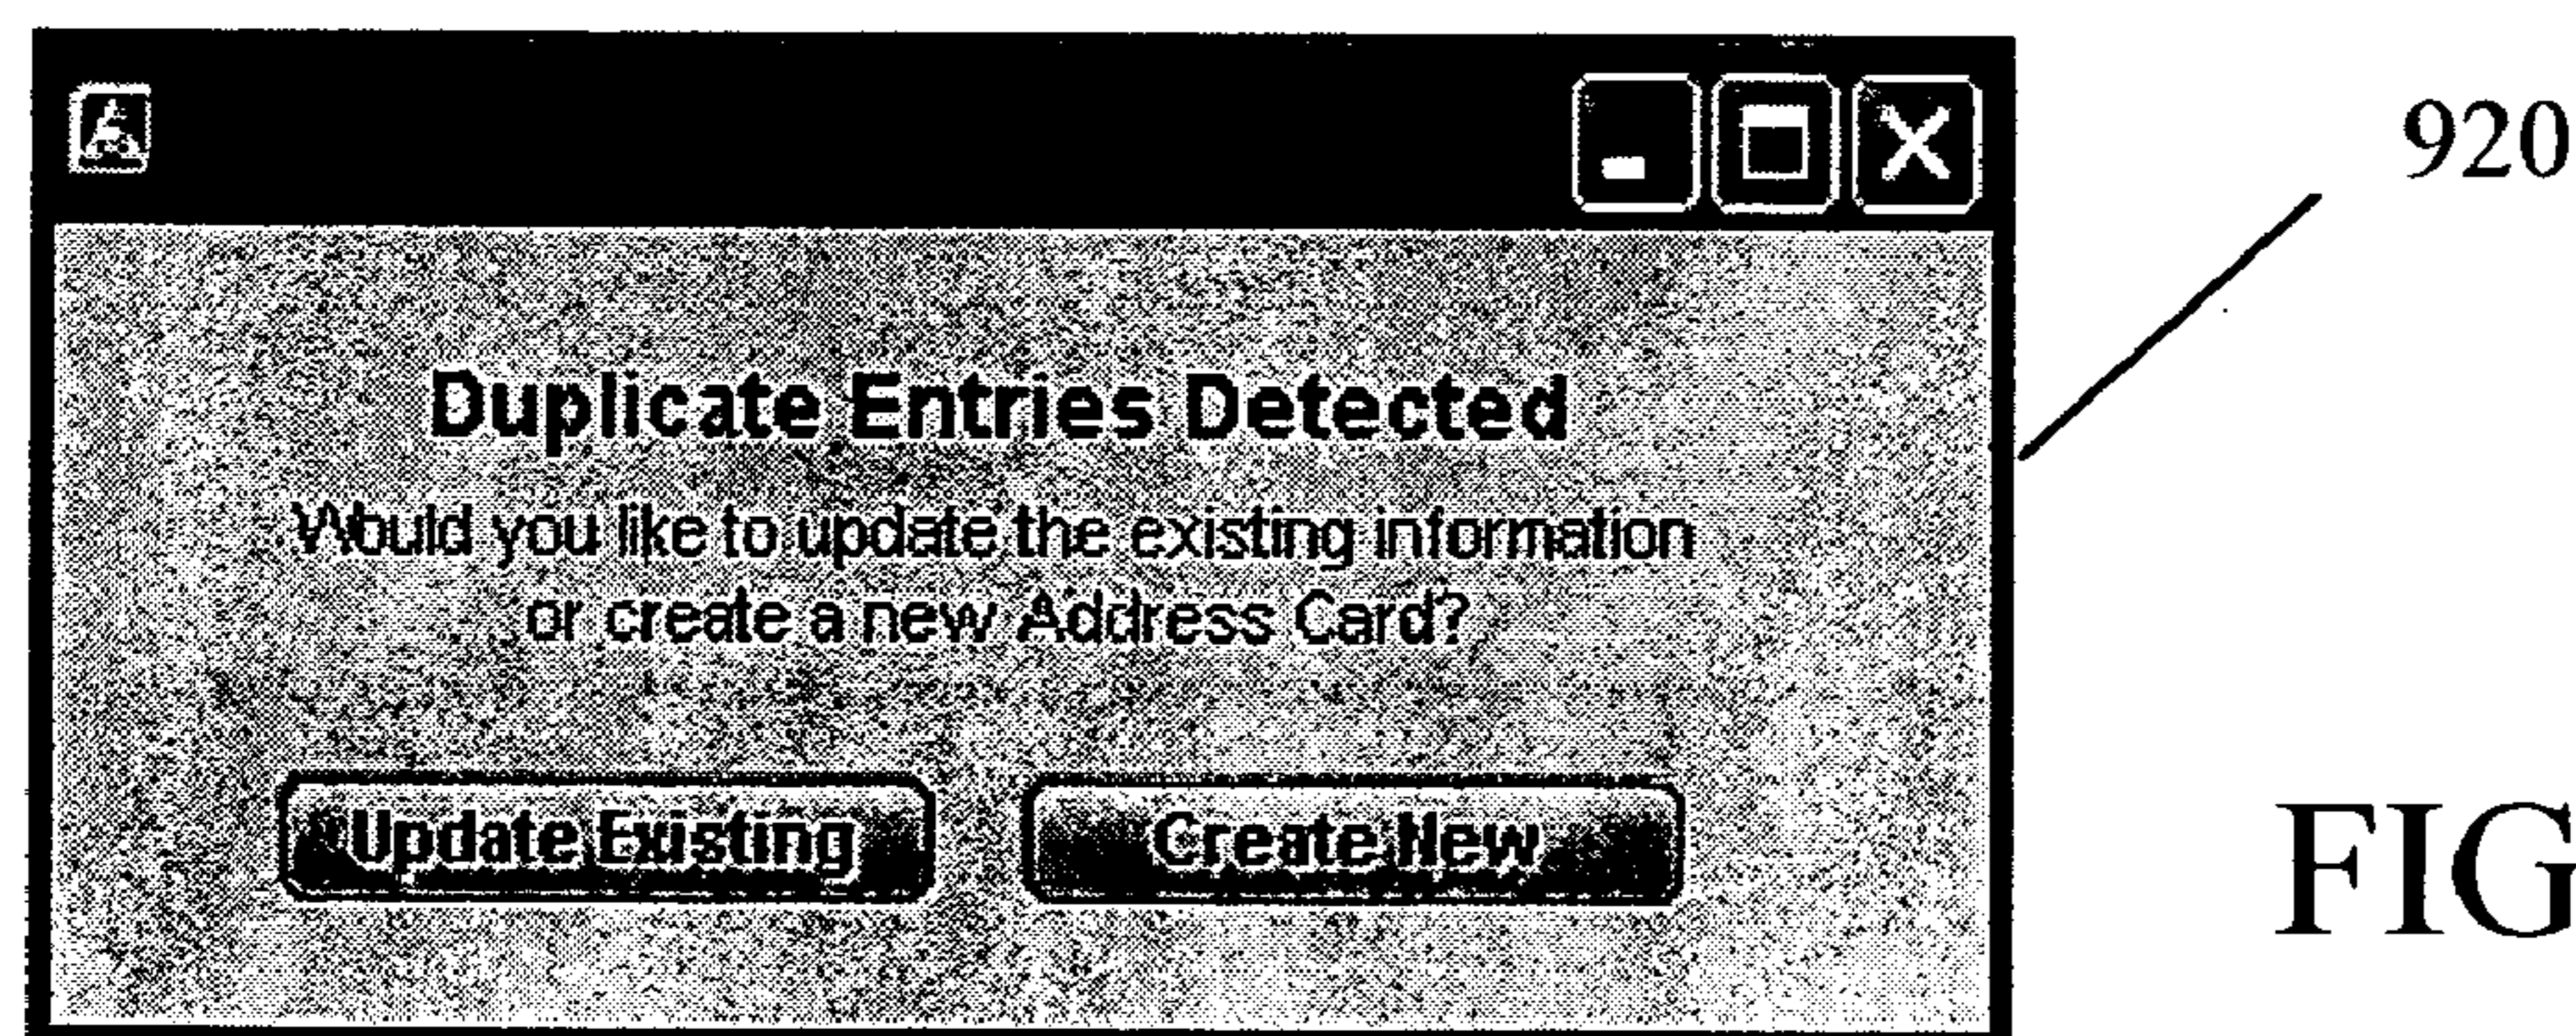 920
Duplicate Entries Detected
Would you like to update the existing information
or create a new Address Card?
Update Existing
Create New
FIG